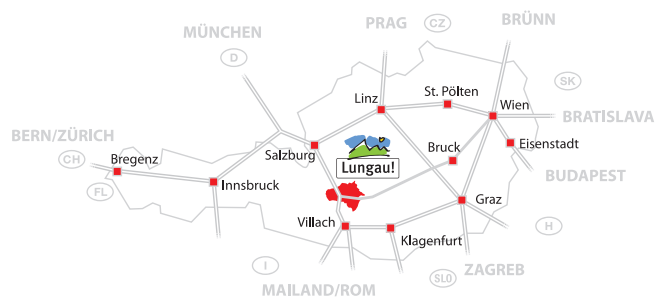 BRÜNN
PRAG
CZ
MÜNCHEN
D
SK
St. Pölten
Linz
Wien
BRATISLAVA
BERN/ZÜRICH
Salzburg
Bruck
Eisenstadt
CH
Bregenz
Lungau!
BUDAPEST
FL
Innsbruck
Graz
Villach
H
Klagenfurt
I
ZAGREB
SLO
MAILAND/ROM